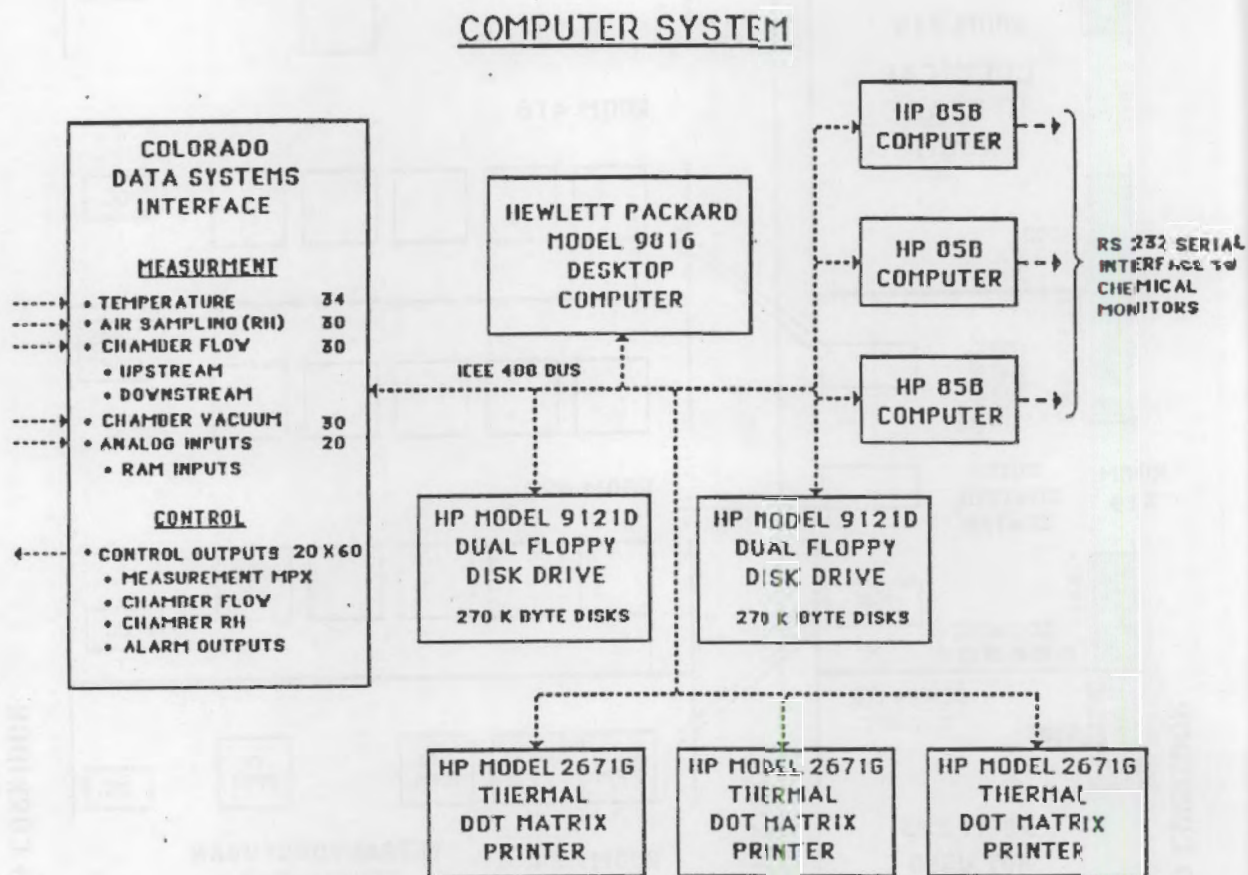 COMPUTER SYSTEM
COLORADO
DATA SYSTEMS
INTERFACE
MEASURMENT
• TEMPERATURE 34
• AIR SAMPLING (RH) 30
• CHAMBER FLOW 30
• UPSTREAM
• DOWNSTREAM
• CHAMBER VACUUM 30
• ANALOG INPUTS 20
• RAM INPUTS
CONTROL
• CONTROL OUTPUTS 20 X 60
• MEASUREMENT MPX
• CHAMBER FLOW
• CHAMBER RH
• ALARM OUTPUTS
HEWLETT PACKARD
MODEL 9816
DESKTOP
COMPUTER
IEEE 488 BUS
HP 85B
COMPUTER
HP 85B
COMPUTER
HP 85B
COMPUTER
RS 232 SERIAL
INTERFACE TO
CHEMICAL
MONITORS
HP MODEL 9121D
DUAL FLOPPY
DISK DRIVE
270 K BYTE DISKS
HP MODEL 9121D
DUAL FLOPPY
DISK DRIVE
270 K BYTE DISKS
HP MODEL 2671G
THERMAL
DOT MATRIX
PRINTER
HP MODEL 2671G
THERMAL
DOT MATRIX
PRINTER
HP MODEL 2671G
THERMAL
DOT MATRIX
PRINTER